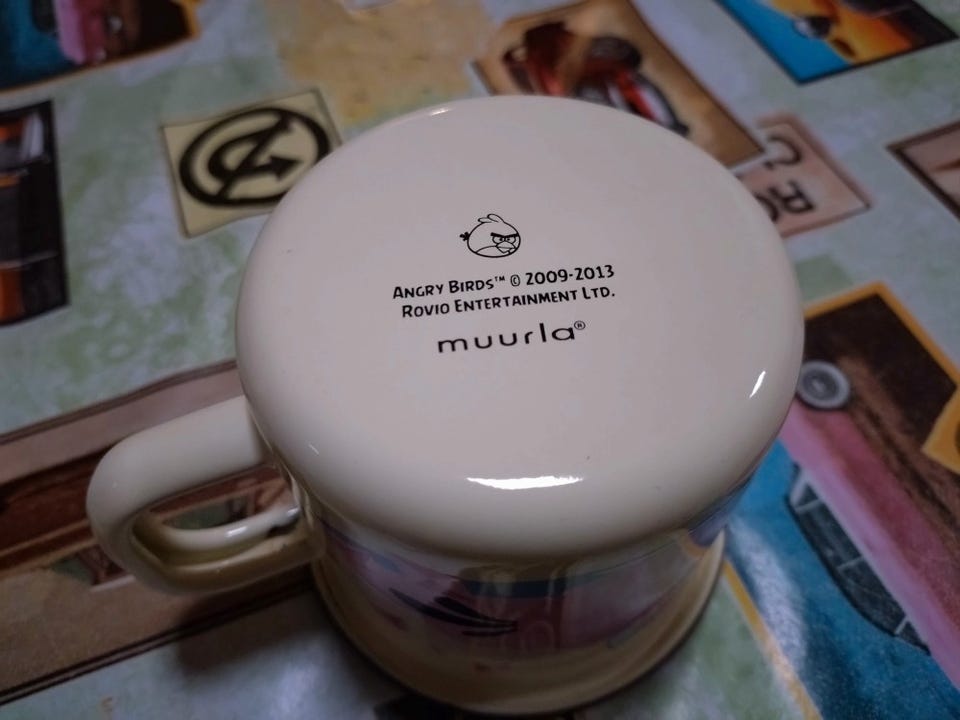 ANGRY BIRDS™ © 2009-2013
ROVIO ENTERTAINMENT LTD.
muurla®